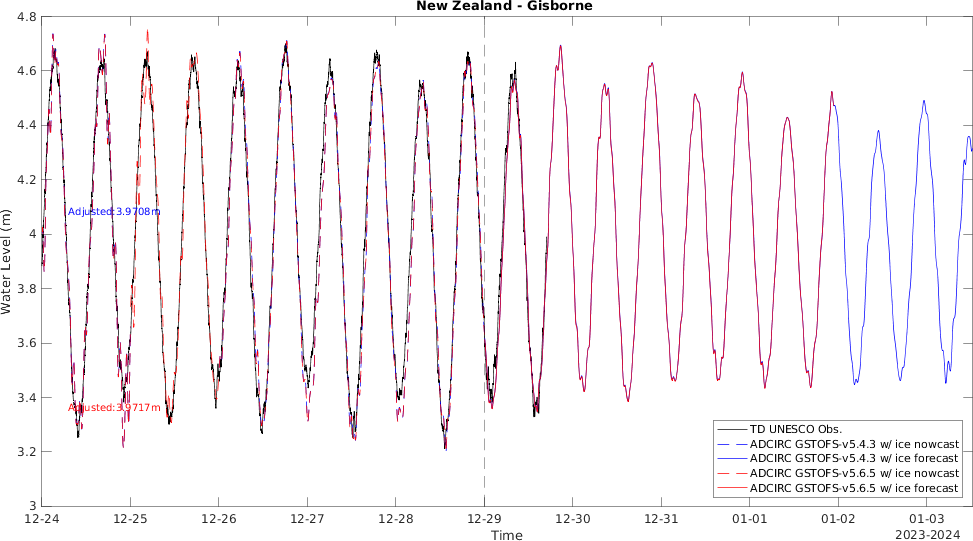 New Zealand - Gisborne
4.8
4.6
4.4
4.2
4
3.8
3.6
3.4
3.2
3
Water Level (m)
Adjusted:3.9708m
Adjusted:3.9717m
TD UNESCO Obs.
ADCIRC GSTOFS-v5.4.3 w/ ice nowcast
ADCIRC GSTOFS-v5.4.3 w/ ice forecast
ADCIRC GSTOFS-v5.6.5 w/ ice nowcast
ADCIRC GSTOFS-v5.6.5 w/ ice forecast
12-24 12-25 12-26 12-27 12-28 12-29 12-30 12-31 01-01 01-02 01-03
Time
2023-2024